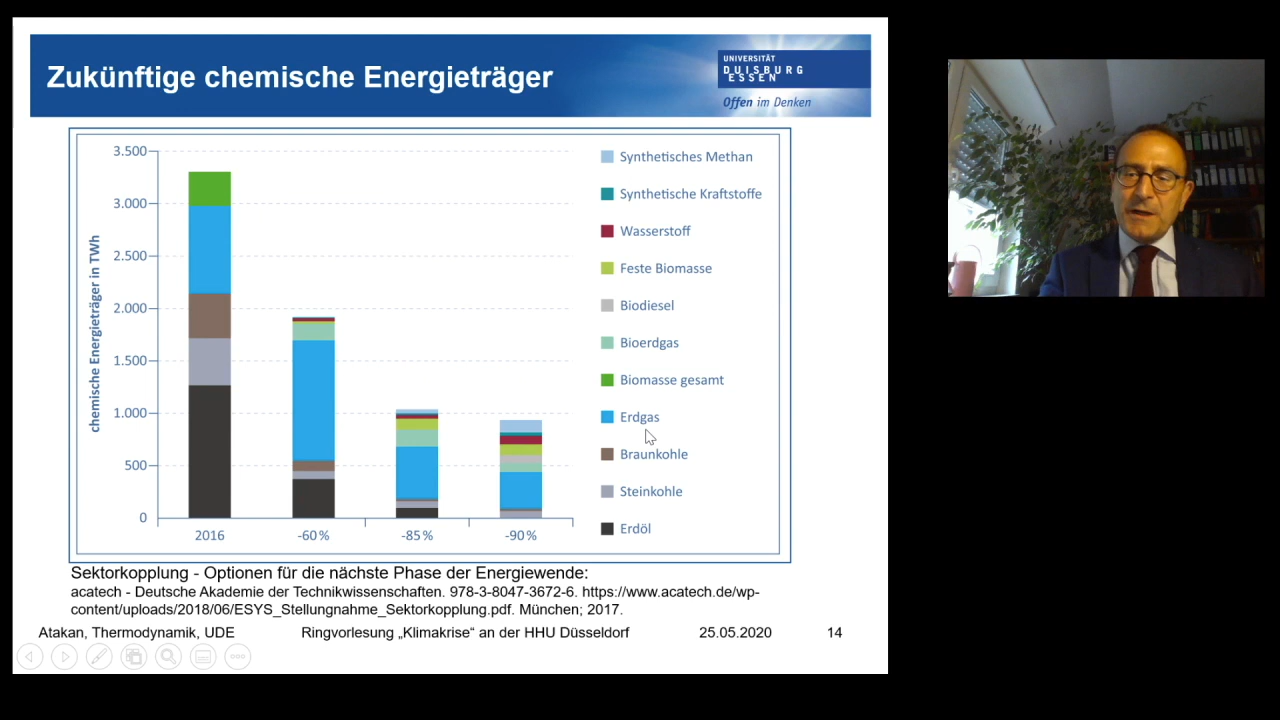 Zukünftige chemische Energieträger
UNIVERSITÄT
DUISBURG
ESSEN
Offen im Denken
chemische Energieträger in TWh
3.500
3.000
2.500
2.000
1.500
1.000
500
0
2016
-60 %
-85 %
-90 %
Synthetisches Methan
Synthetische Kraftstoffe
Wasserstoff
Feste Biomasse
Biodiesel
Bioerdgas
Biomasse gesamt
Erdgas
Braunkohle
Steinkohle
Erdöl
Sektorkopplung - Optionen für die nächste Phase der Energiewende:
acatech - Deutsche Akademie der Technikwissenschaften. 978-3-8047-3672-6. https://www.acatech.de/wp-
content/uploads/2018/06/ESYS_Stellungnahme_Sektorkopplung.pdf. München; 2017.
Atakan, Thermodynamik, UDE Ringvorlesung „Klimakrise“ an der HHU Düsseldorf 25.05.2020 14